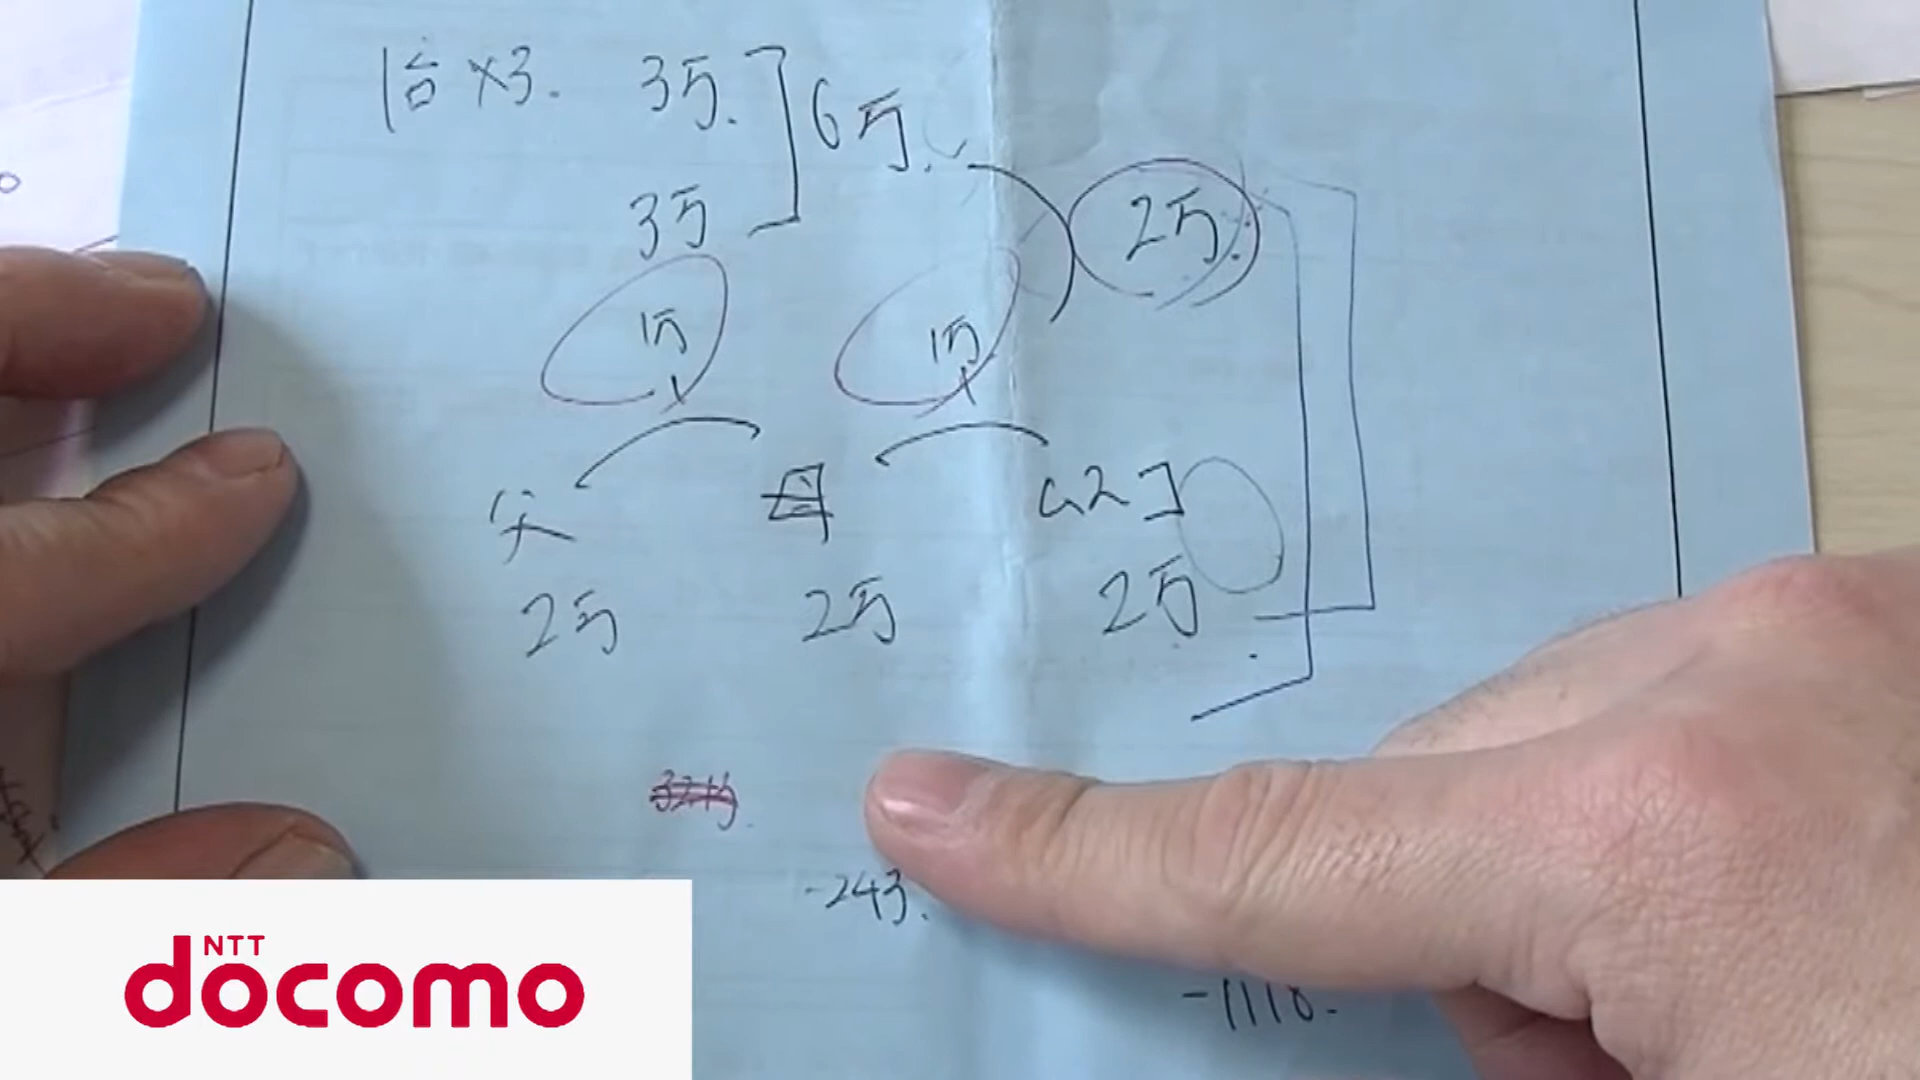 1台×3. 3万. 6万.
3万
2万.
1万 1万
父 母
2万 2万 2万
-243.
-1118.
NTT
docomo